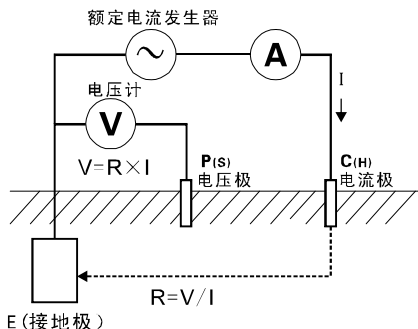 额定电流发生器
A
I
电压计
V
V=R×I
P(S)
电压极
C(H)
电流极
R=V/I
E(接地极)